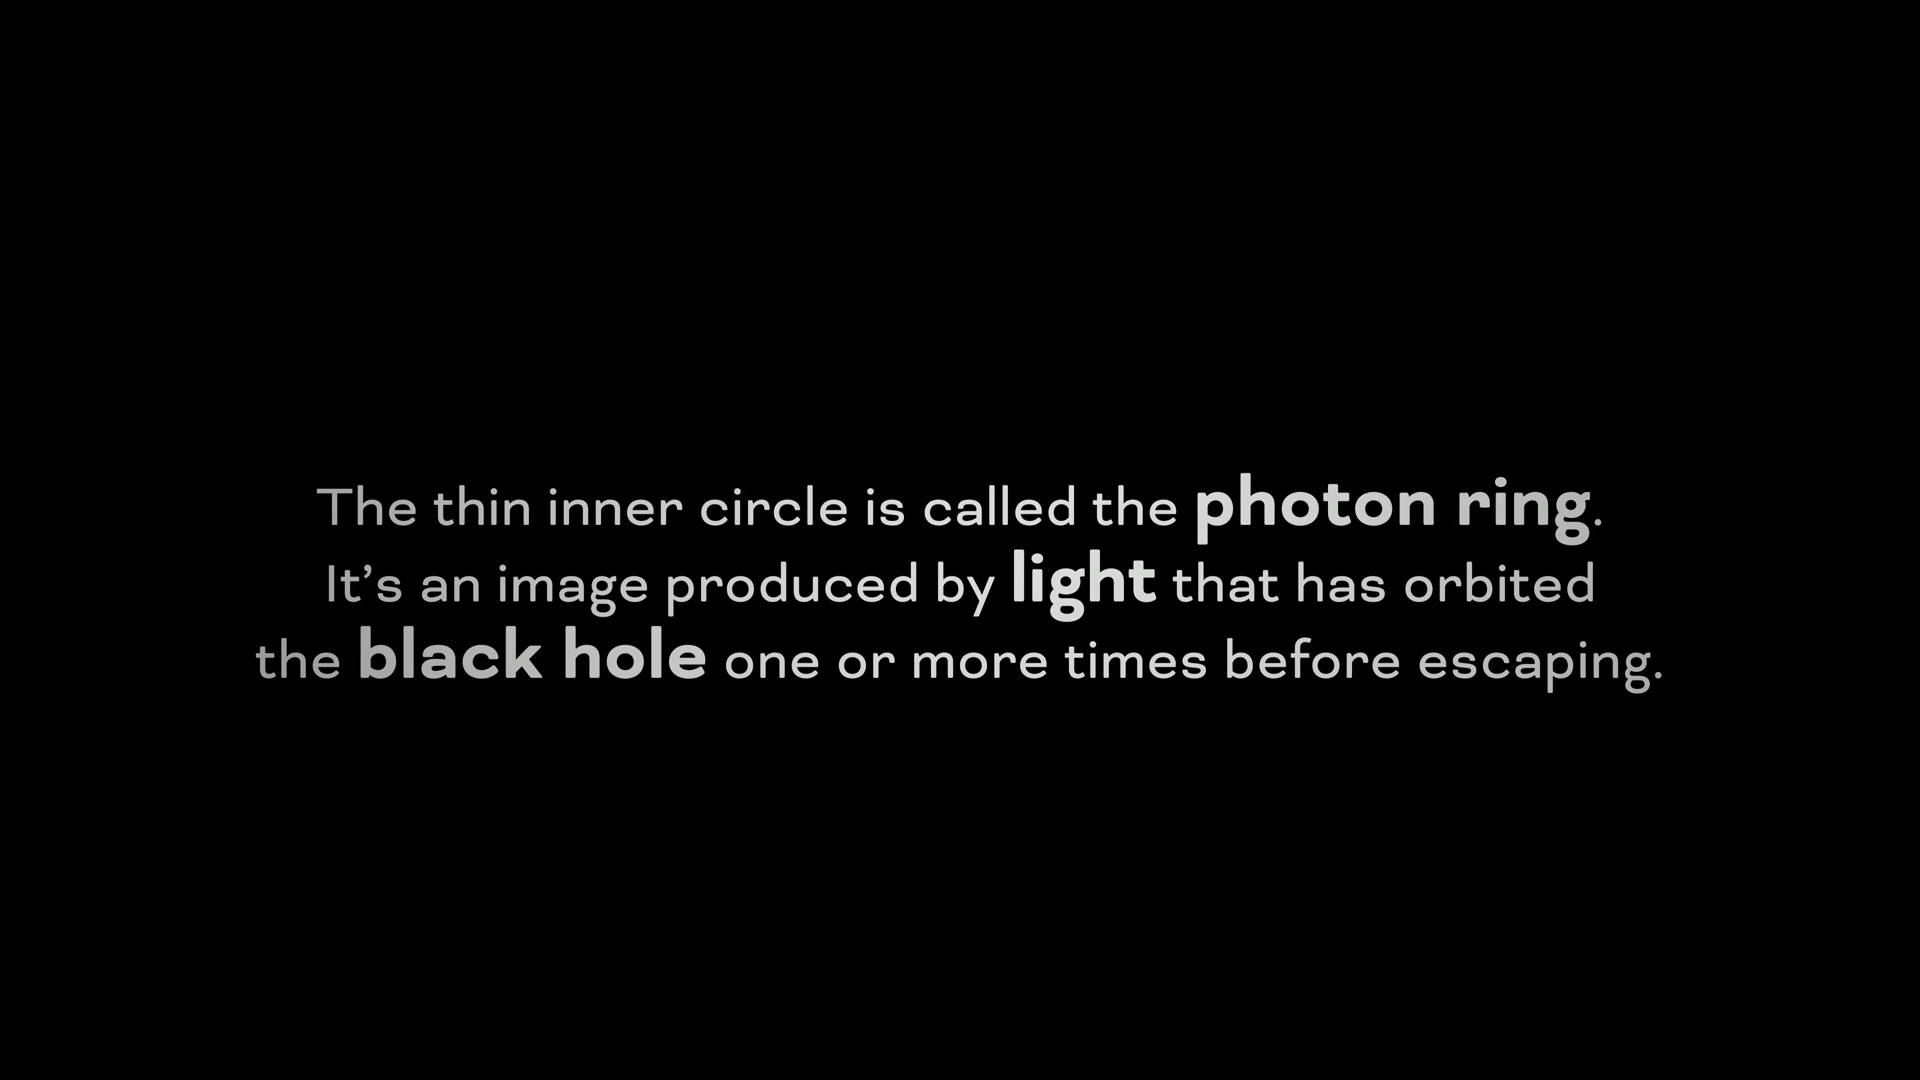 The thin inner circle is called the photon ring.
It’s an image produced by light that has orbited
the black hole one or more times before escaping.